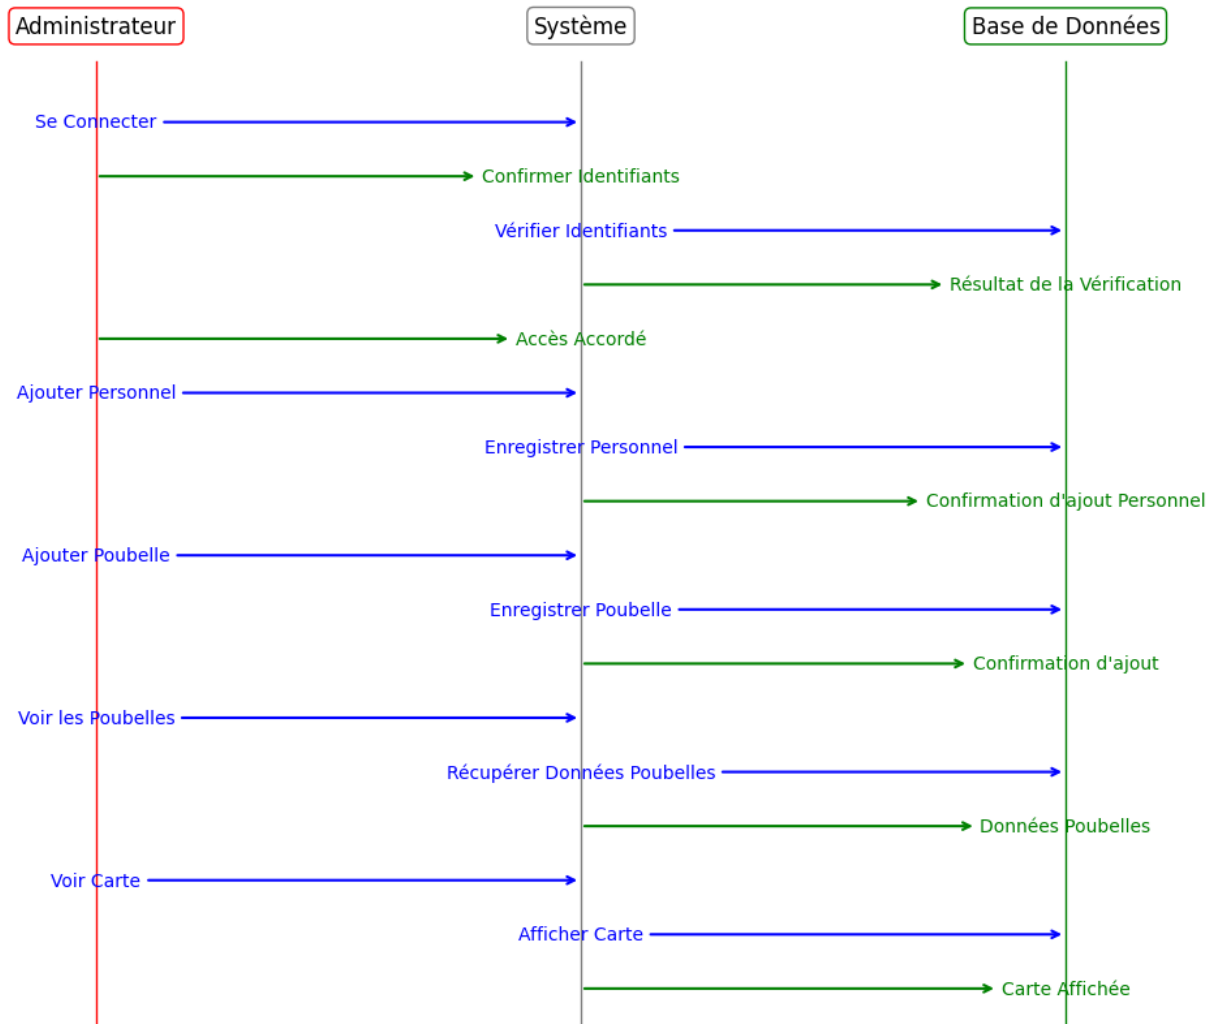 Administrateur
Système
Base de Données
Se Connecter
Confirmer Identifiants
Vérifier Identifiants
Résultat de la Vérification
Accès Accordé
Ajouter Personnel
Enregistrer Personnel
Confirmation d'ajout Personnel
Ajouter Poubelle
Enregistrer Poubelle
Confirmation d'ajout
Voir les Poubelles
Récupérer Données Poubelles
Données Poubelles
Voir Carte
Afficher Carte
Carte Affichée